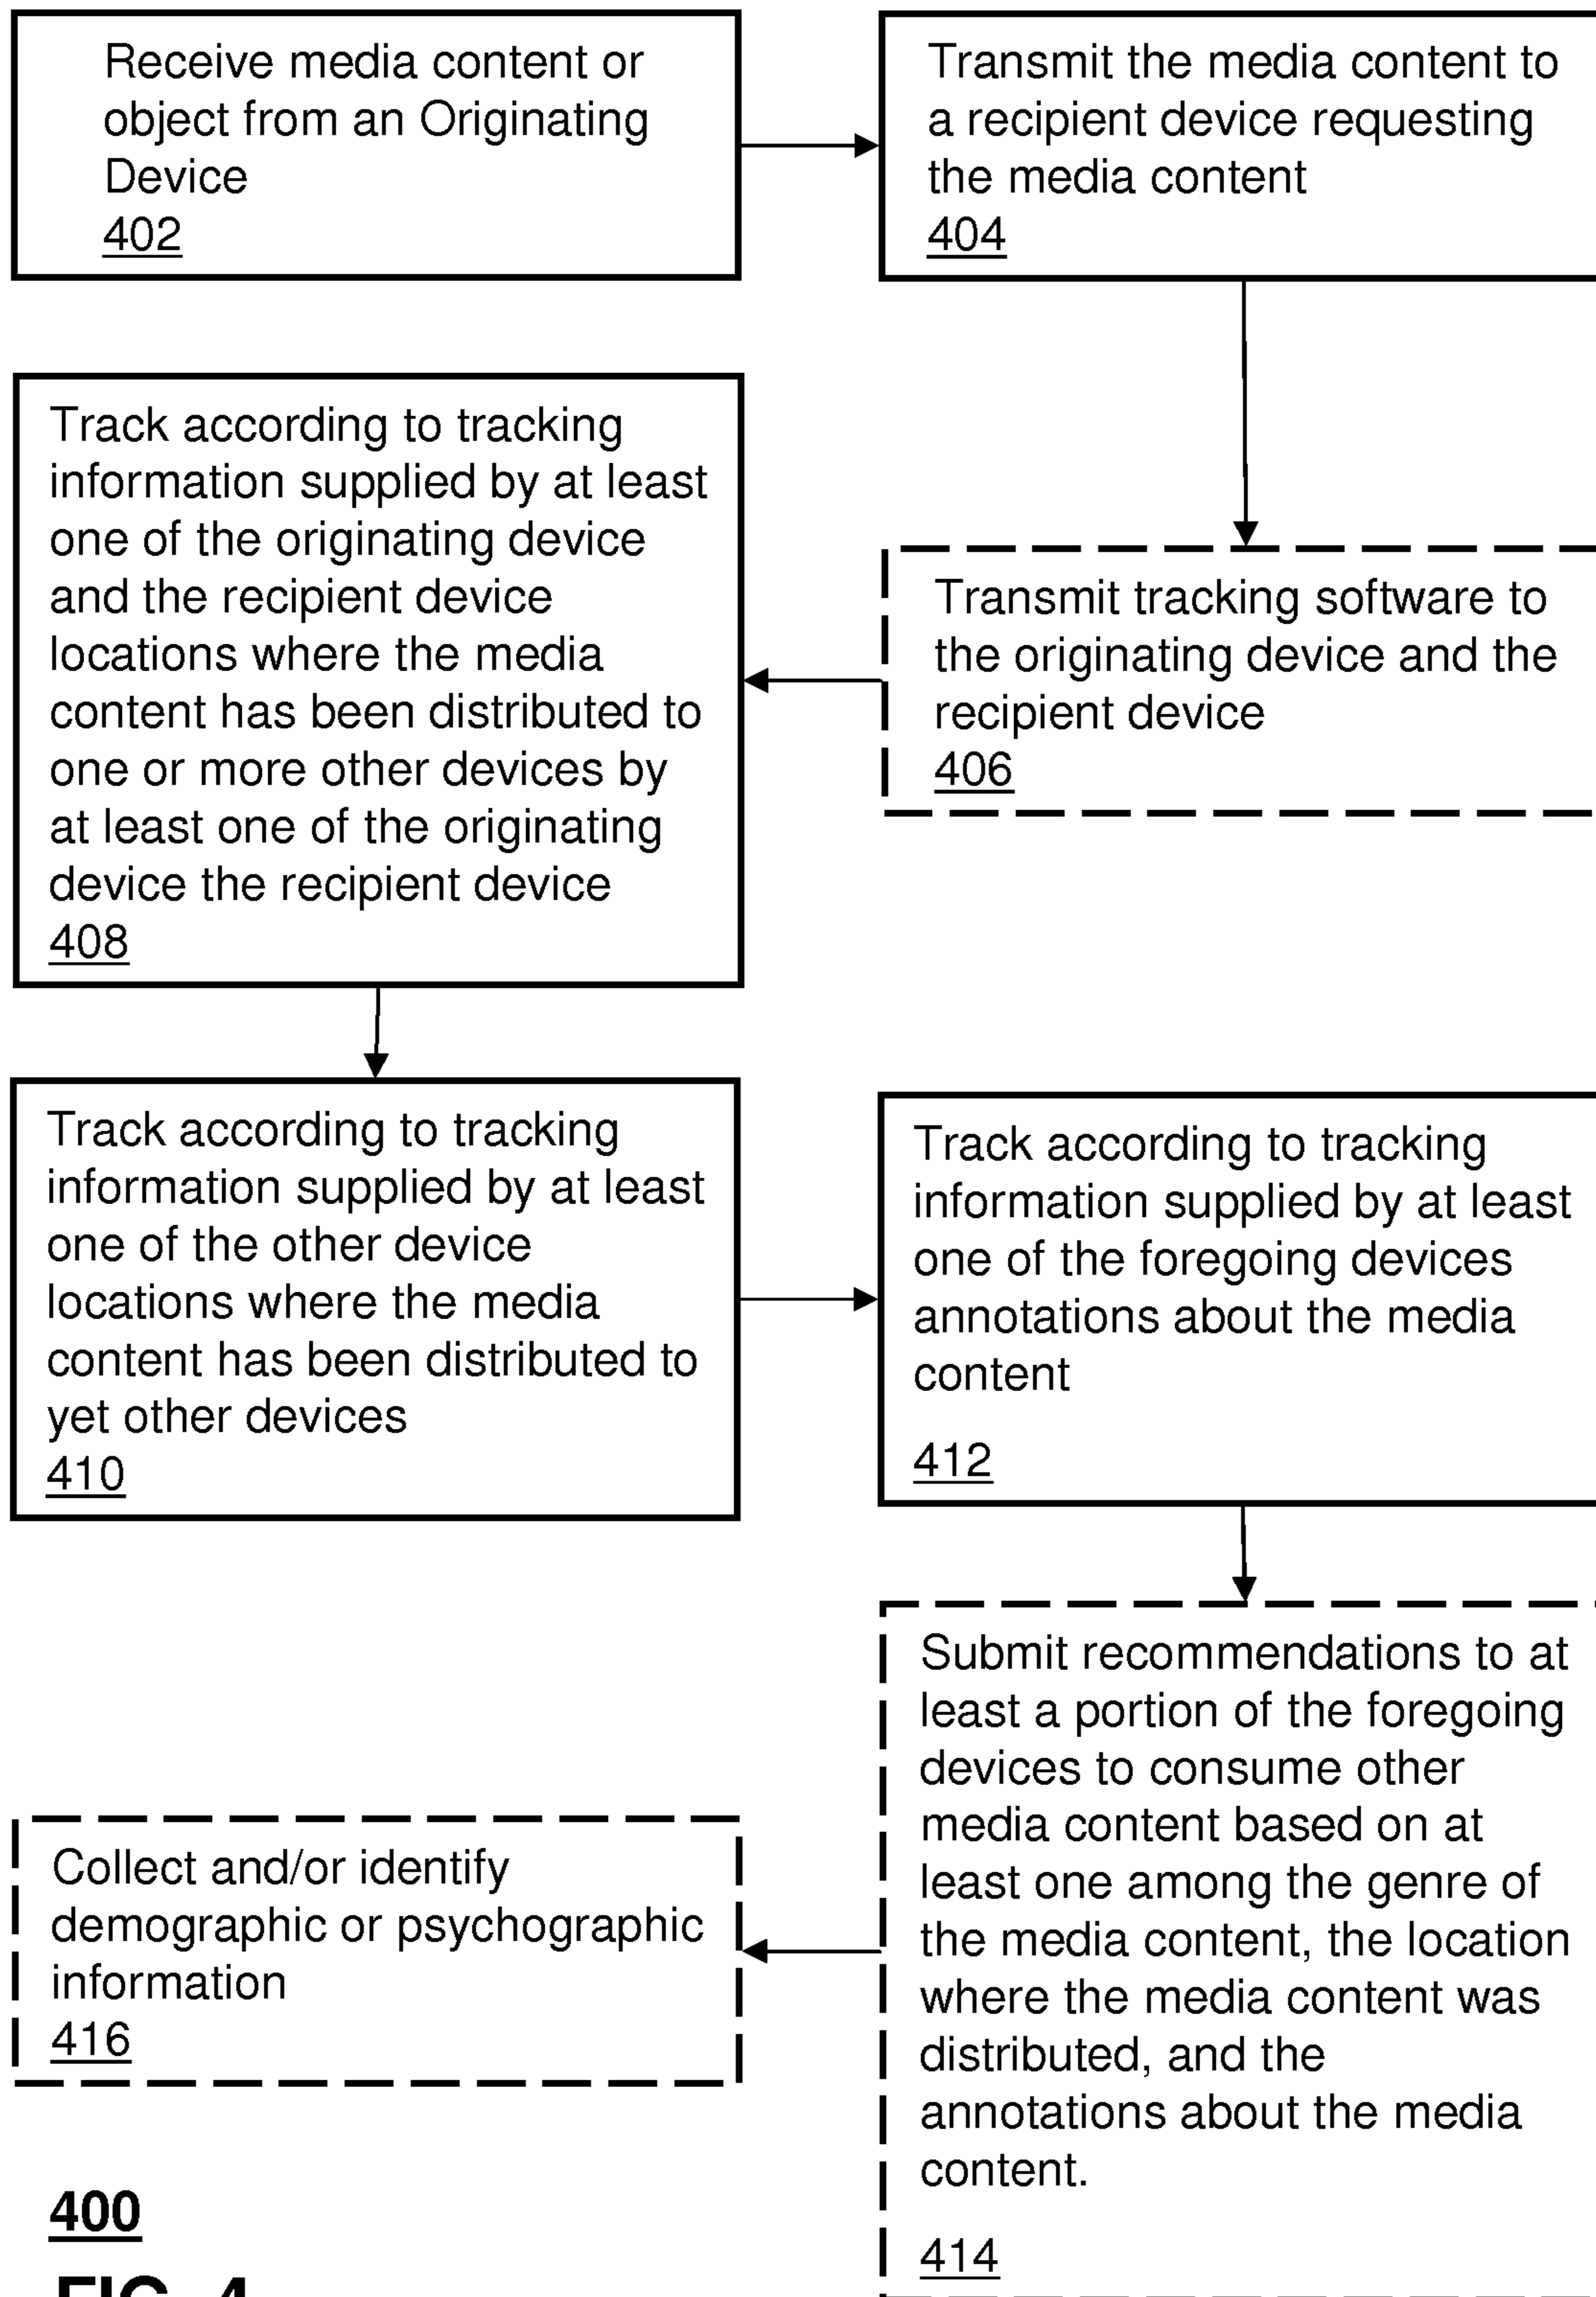 Receive media content or
object from an Originating
Device
402
Transmit the media content to
a recipient device requesting
the media content
404
Transmit tracking software to
the originating device and the
recipient device
406
Track according to tracking
information supplied by at least
one of the originating device
and the recipient device
locations where the media
content has been distributed to
one or more other devices by
at least one of the originating
device the recipient device
408
Track according to tracking
information supplied by at least
one of the other device
locations where the media
content has been distributed to
yet other devices
410
Track according to tracking
information supplied by at least
one of the foregoing devices
annotations about the media
content
412
Submit recommendations to at
least a portion of the foregoing
devices to consume other
media content based on at
least one among the genre of
the media content, the location
where the media content was
distributed, and the
annotations about the media
content.
414
Collect and/or identify
demographic or psychographic
information
416
400
FIG. 4